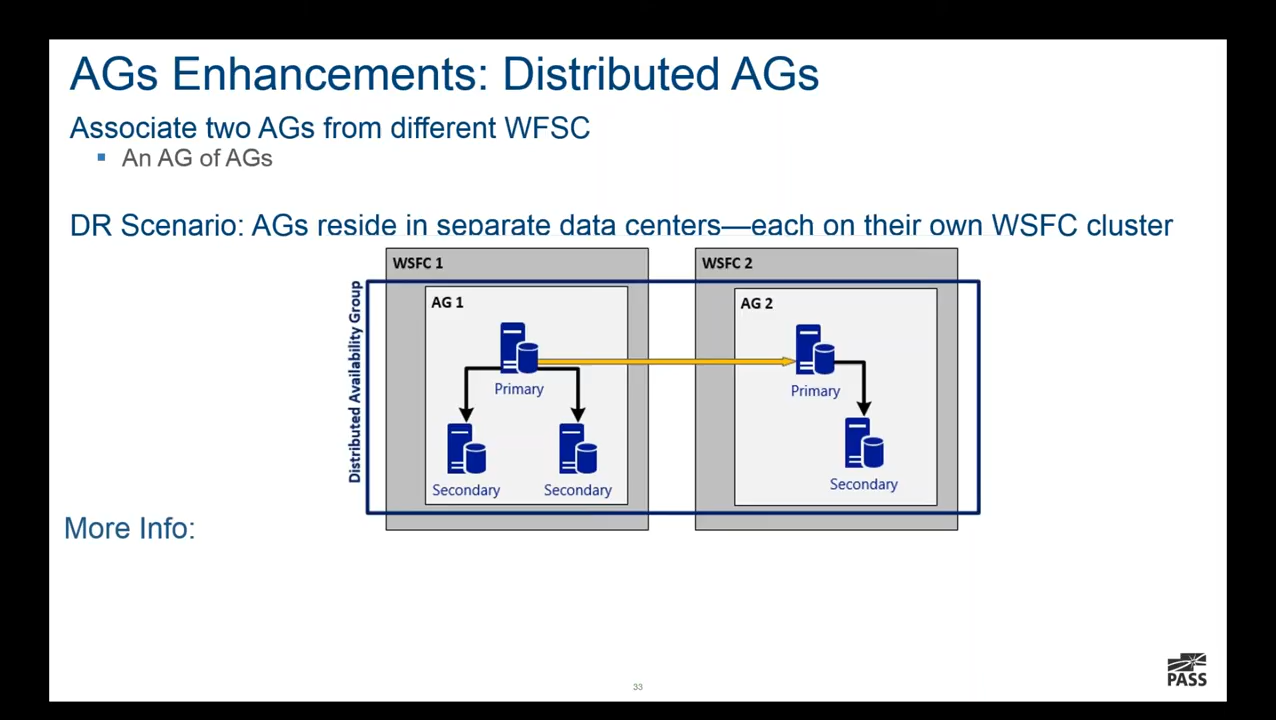 AGs Enhancements: Distributed AGs
Associate two AGs from different WFSC
An AG of AGs
DR Scenario: AGs reside in separate data centers—each on their own WSFC cluster
WSFC 1
WSFC 2
Distributed Availability Group
AG 1
AG 2
Primary
Primary
Secondary
Secondary
Secondary
More Info:
33
PASS